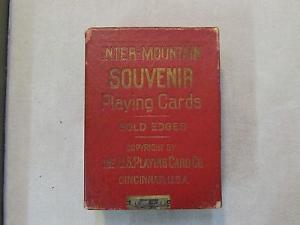 INTER-MOUNTAIN
SOUVENIR
Playing Cards
GOLD EDGES
COPYRIGHT BY
THE U.S. PLAYING CARD CO.
CINCINNATI, U.S.A.